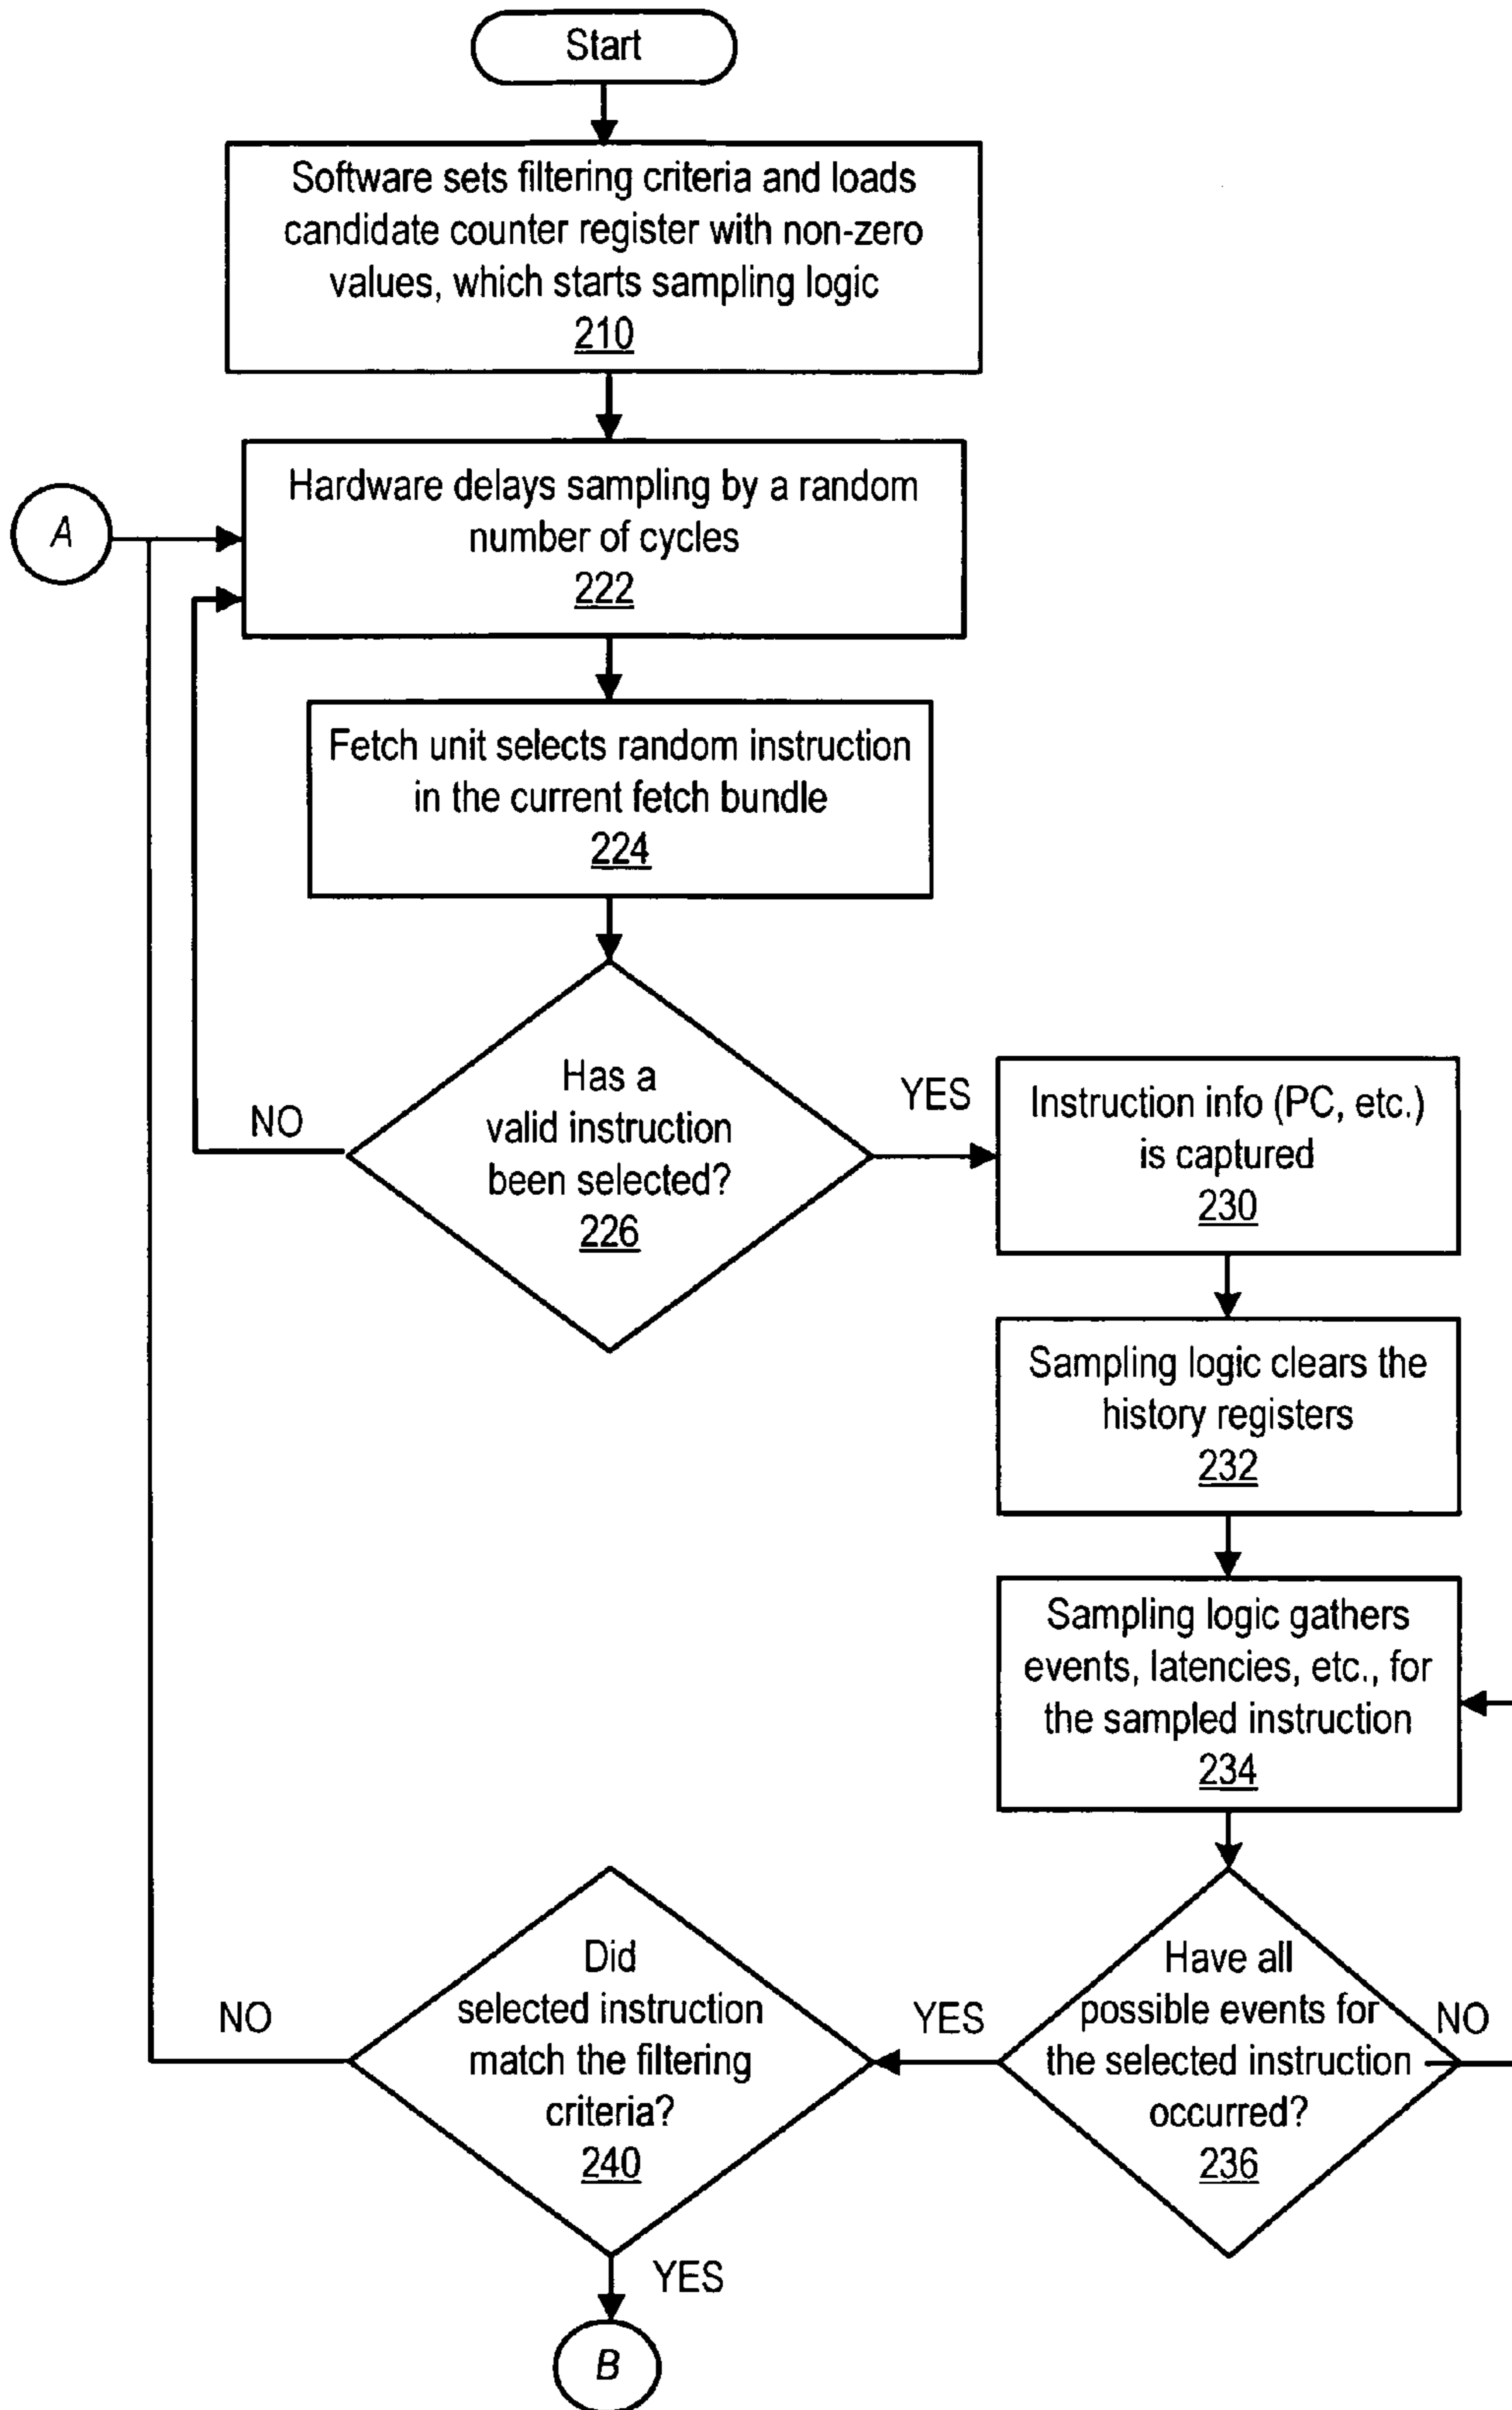 Start
Software sets filtering criteria and loads
candidate counter register with non-zero
values, which starts sampling logic
210
A
Hardware delays sampling by a random
number of cycles
222
Fetch unit selects random instruction
in the current fetch bundle
224
Has a
valid instruction
been selected?
226
NO
YES
Instruction info (PC, etc.)
is captured
230
Sampling logic clears the
history registers
232
Sampling logic gathers
events, latencies, etc., for
the sampled instruction
234
Have all
possible events for
the selected instruction
occurred?
236
NO
YES
Did
selected instruction
match the filtering
criteria?
240
NO
YES
B